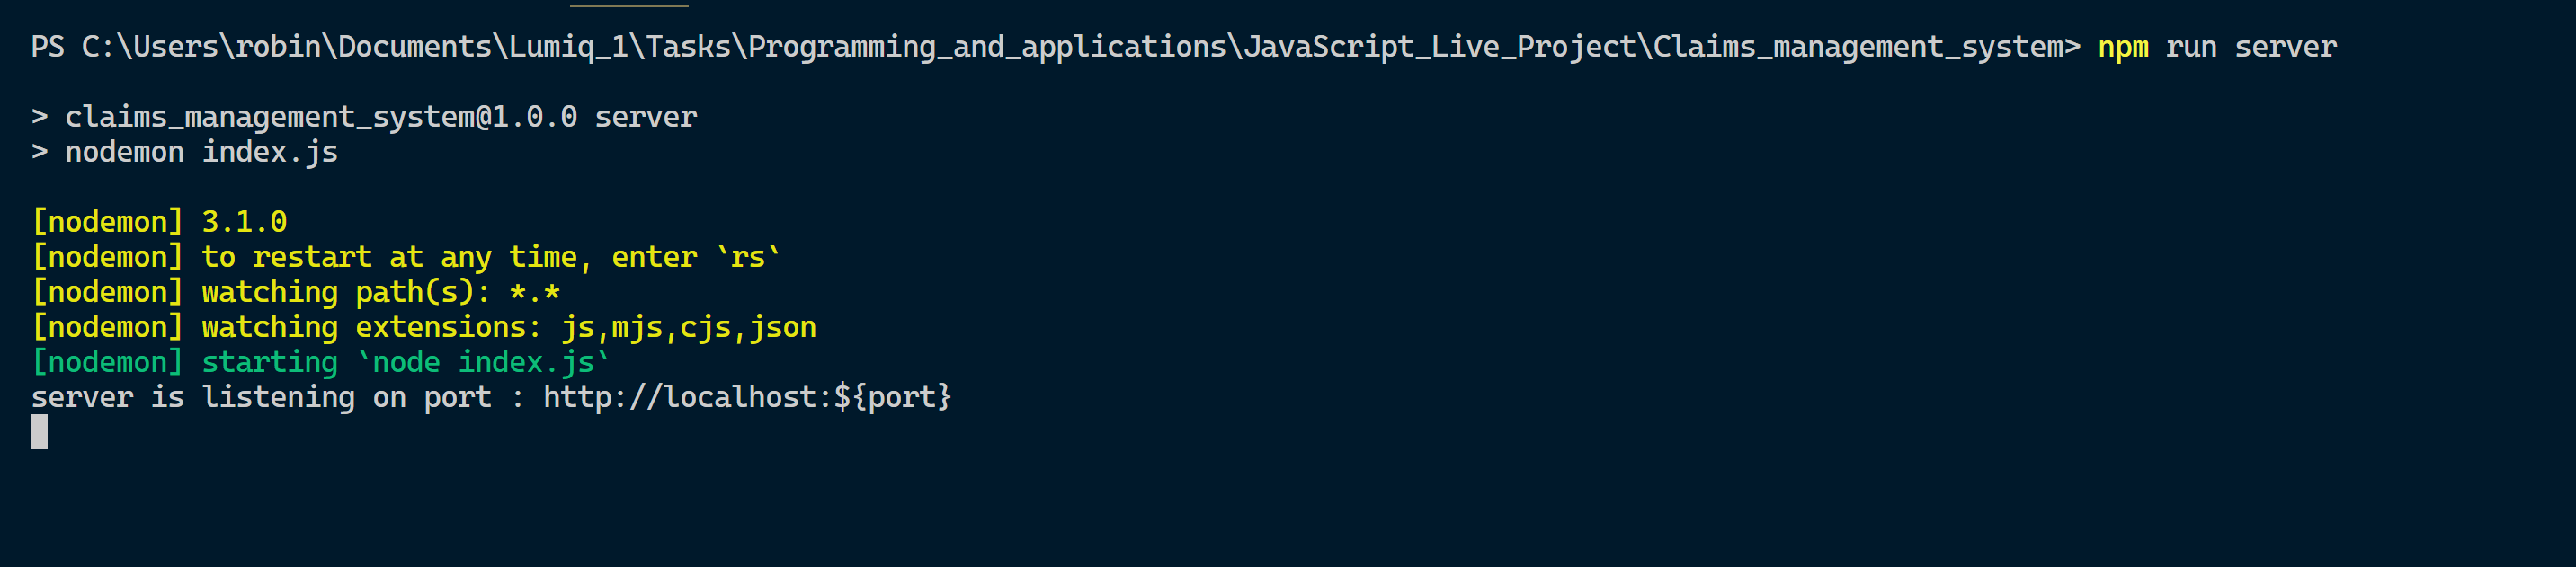 PS C:\Users\robin\Documents\Lumiq_1\Tasks\Programming_and_applications\JavaScript_Live_Project\Claims_management_system> npm run server
> claims_management_system@1.0.0 server
> nodemon index.js
[nodemon] 3.1.0
[nodemon] to restart at any time, enter `rs`
[nodemon] watching path(s): *.*
[nodemon] watching extensions: js,mjs,cjs,json
[nodemon] starting `node index.js`
server is listening on port : http://localhost:${port}